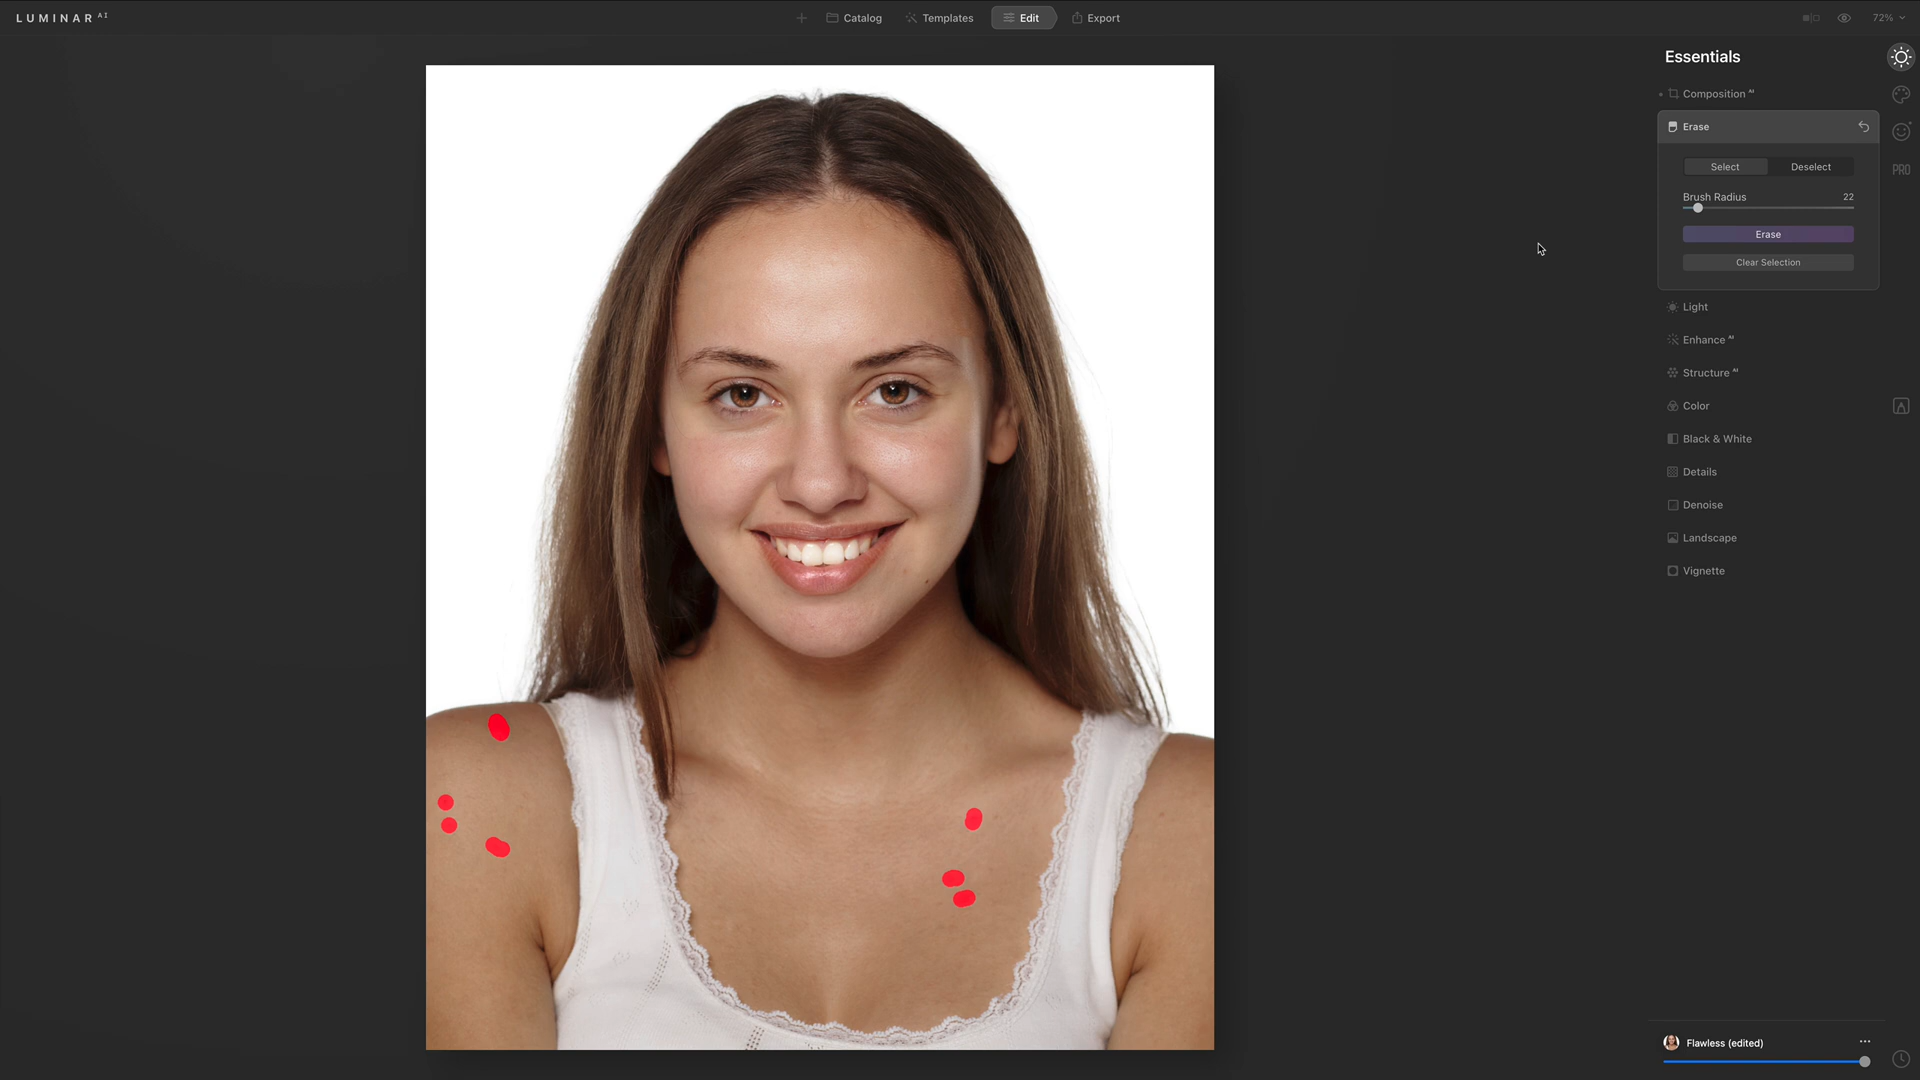 LUMINAR AI
Catalog
Templates
Edit
Export
72%
Essentials
Composition AI
Erase
Select
Deselect
Brush Radius 22
Erase
Clear Selection
Light
Enhance AI
Structure AI
Color
Black & White
Details
Denoise
Landscape
Vignette
PRO
Flawless (edited)